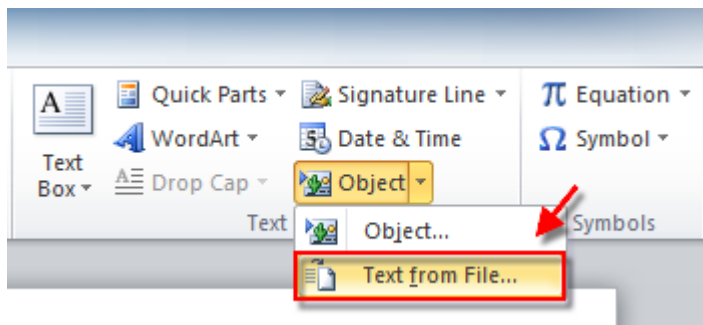 Text Box
Quick Parts
WordArt
Drop Cap
Signature Line
Date & Time
Object
Text
Equation
Symbol
Symbols
Object...
Text from File...